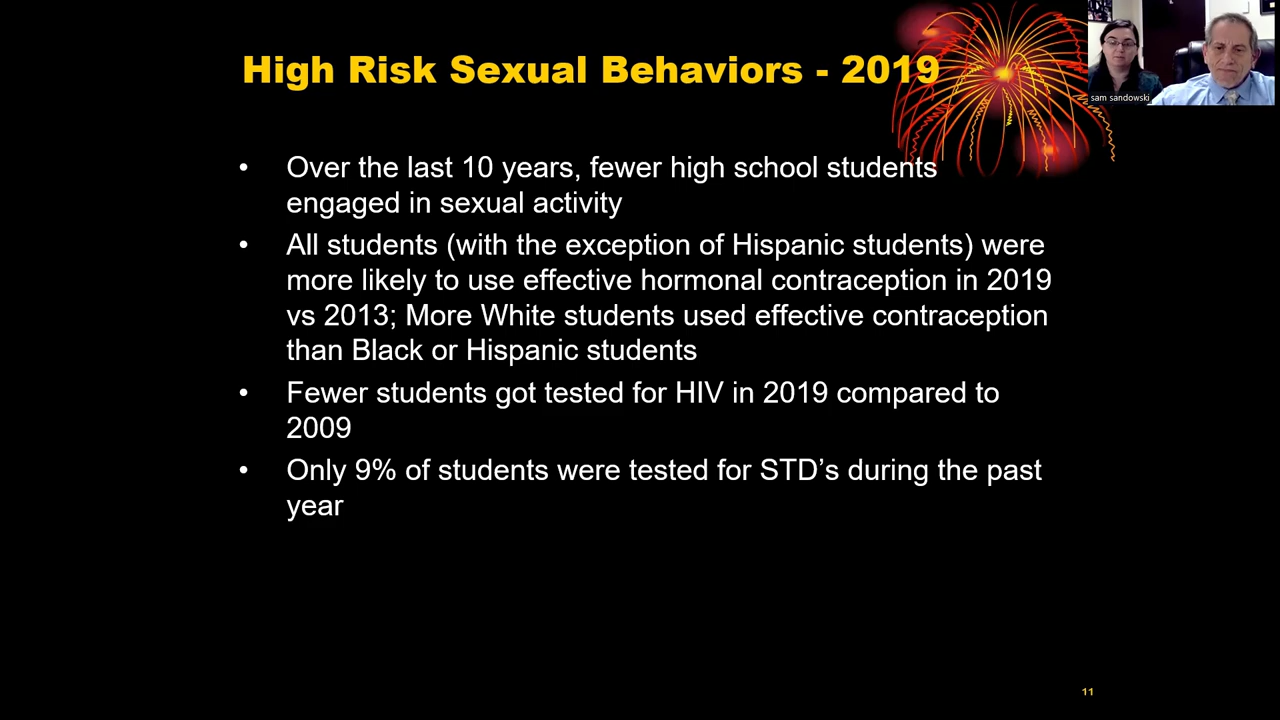 High Risk Sexual Behaviors - 2019
sam sandowski
• Over the last 10 years, fewer high school students
engaged in sexual activity
• All students (with the exception of Hispanic students) were
more likely to use effective hormonal contraception in 2019
vs 2013; More White students used effective contraception
than Black or Hispanic students
• Fewer students got tested for HIV in 2019 compared to
2009
• Only 9% of students were tested for STD’s during the past
year
11